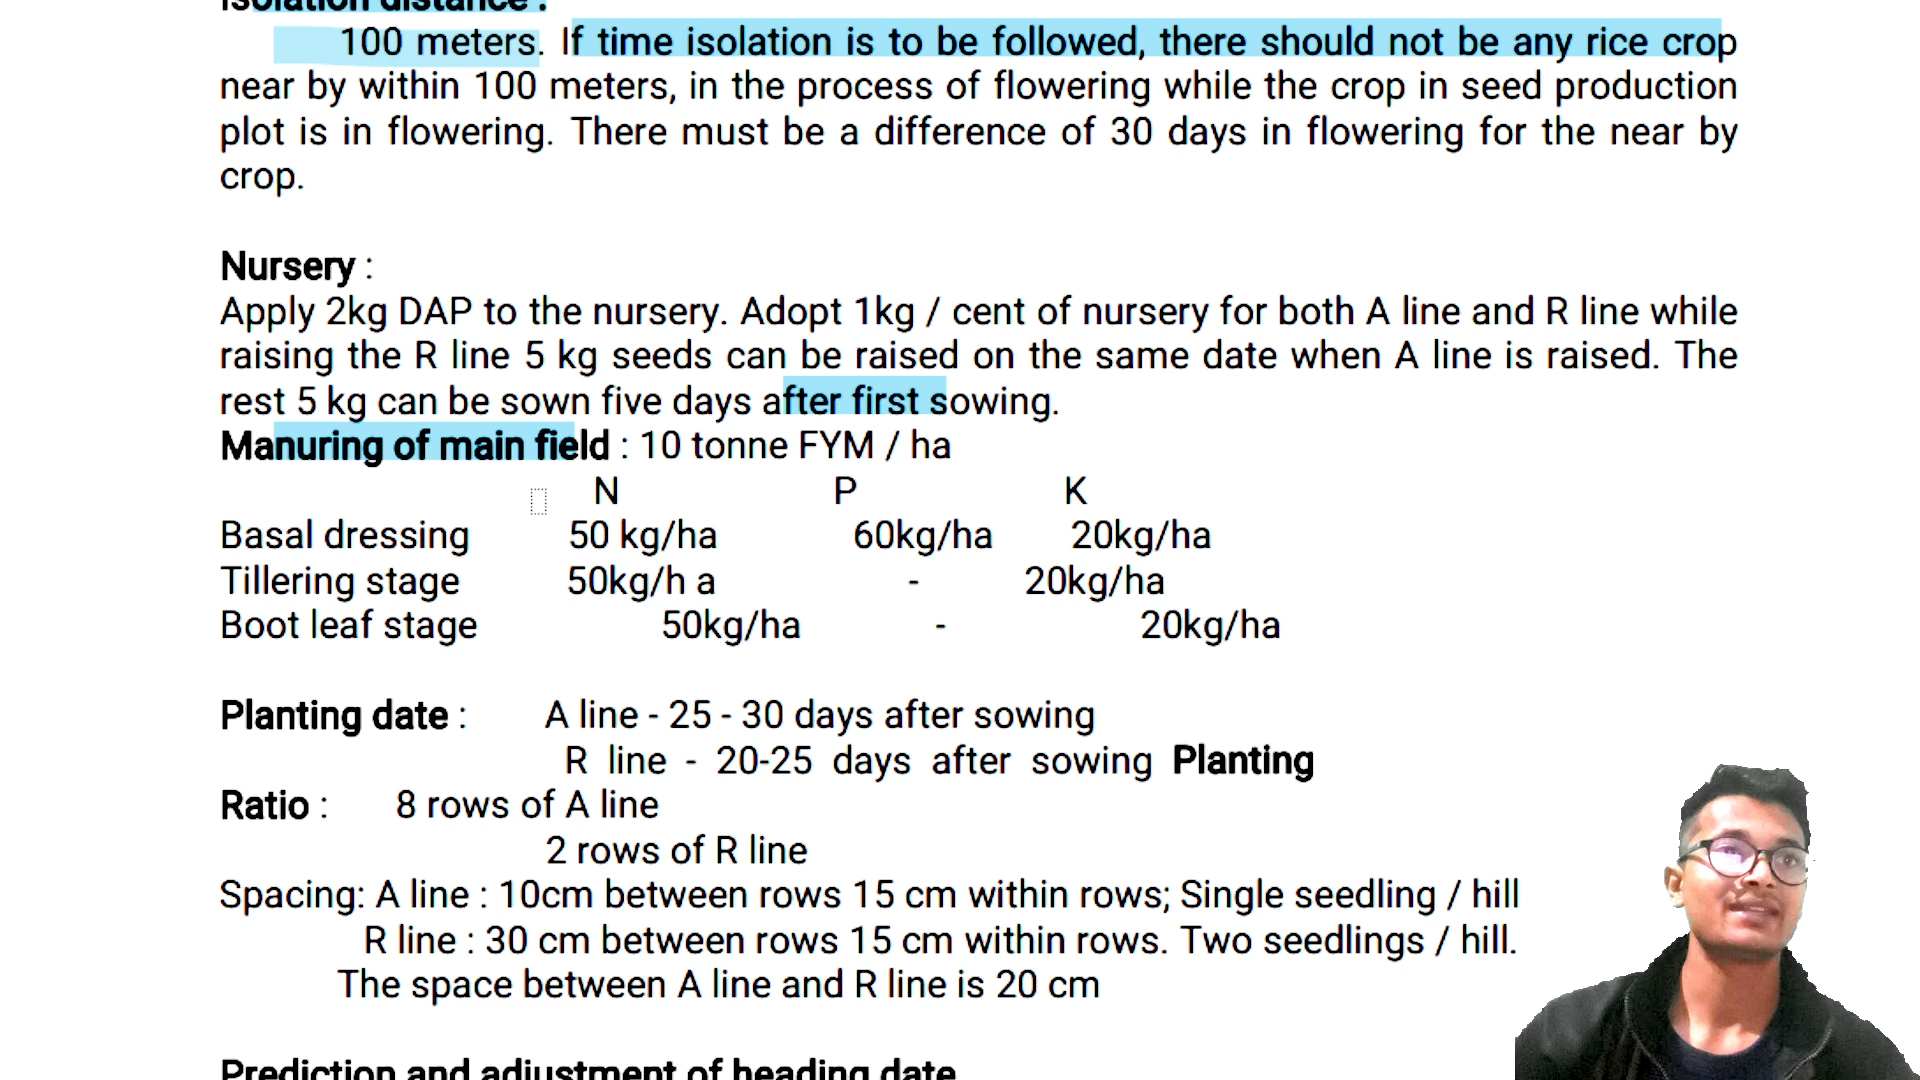 Isolation distance :
100 meters. If time isolation is to be followed, there should not be any rice crop
near by within 100 meters, in the process of flowering while the crop in seed production
plot is in flowering. There must be a difference of 30 days in flowering for the near by
crop.
Nursery :
Apply 2kg DAP to the nursery. Adopt 1kg / cent of nursery for both A line and R line while
raising the R line 5 kg seeds can be raised on the same date when A line is raised. The
rest 5 kg can be sown five days after first sowing.
Manuring of main field : 10 tonne FYM / ha
N P K
Basal dressing 50 kg/ha 60kg/ha 20kg/ha
Tillering stage 50kg/h a - 20kg/ha
Boot leaf stage 50kg/ha - 20kg/ha
Planting date : A line - 25 - 30 days after sowing
R line - 20-25 days after sowing Planting
Ratio : 8 rows of A line
2 rows of R line
Spacing: A line : 10cm between rows 15 cm within rows; Single seedling / hill
R line : 30 cm between rows 15 cm within rows. Two seedlings / hill.
The space between A line and R line is 20 cm
Prediction and adjustment of heading date